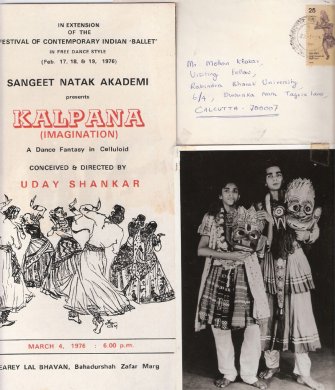 IN EXTENSION
OF THE
FESTIVAL OF CONTEMPORARY INDIAN 'BALLET'
IN FREE DANCE STYLE
(Feb. 17, 18, & 19, 1976)
SANGEET NATAK AKADEMI
presents
KALPANA
(IMAGINATION)
A Dance Fantasy in Celluloid
CONCEIVED & DIRECTED BY
UDAY SHANKAR
MARCH 4, 1976 : 6.00 p.m.
EAREY LAL BHAVAN, Bahadurshah Zafar Marg
25
Mr Mohan Khokar,
Visiting Fellow,
Rabindra Bharati University,
6/4, Dwarka nath Tagore lane,
CALCUTTA - 700007